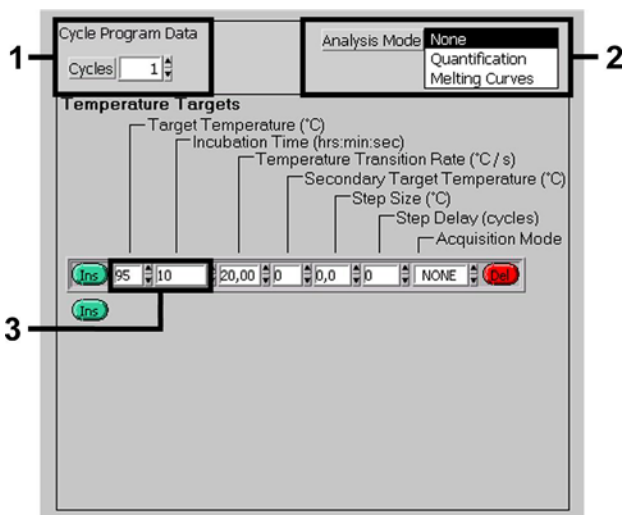 1
Cycle Program Data
Cycles 1
Analysis Mode None
Quantification
Melting Curves
2
Temperature Targets
Target Temperature (°C)
Incubation Time (hrs:min:sec)
Temperature Transition Rate (°C / s)
Secondary Target Temperature (°C)
Step Size (°C)
Step Delay (cycles)
Acquisition Mode
Ins 95 10 20,00 0 0,0 0 NONE Del
Ins
3